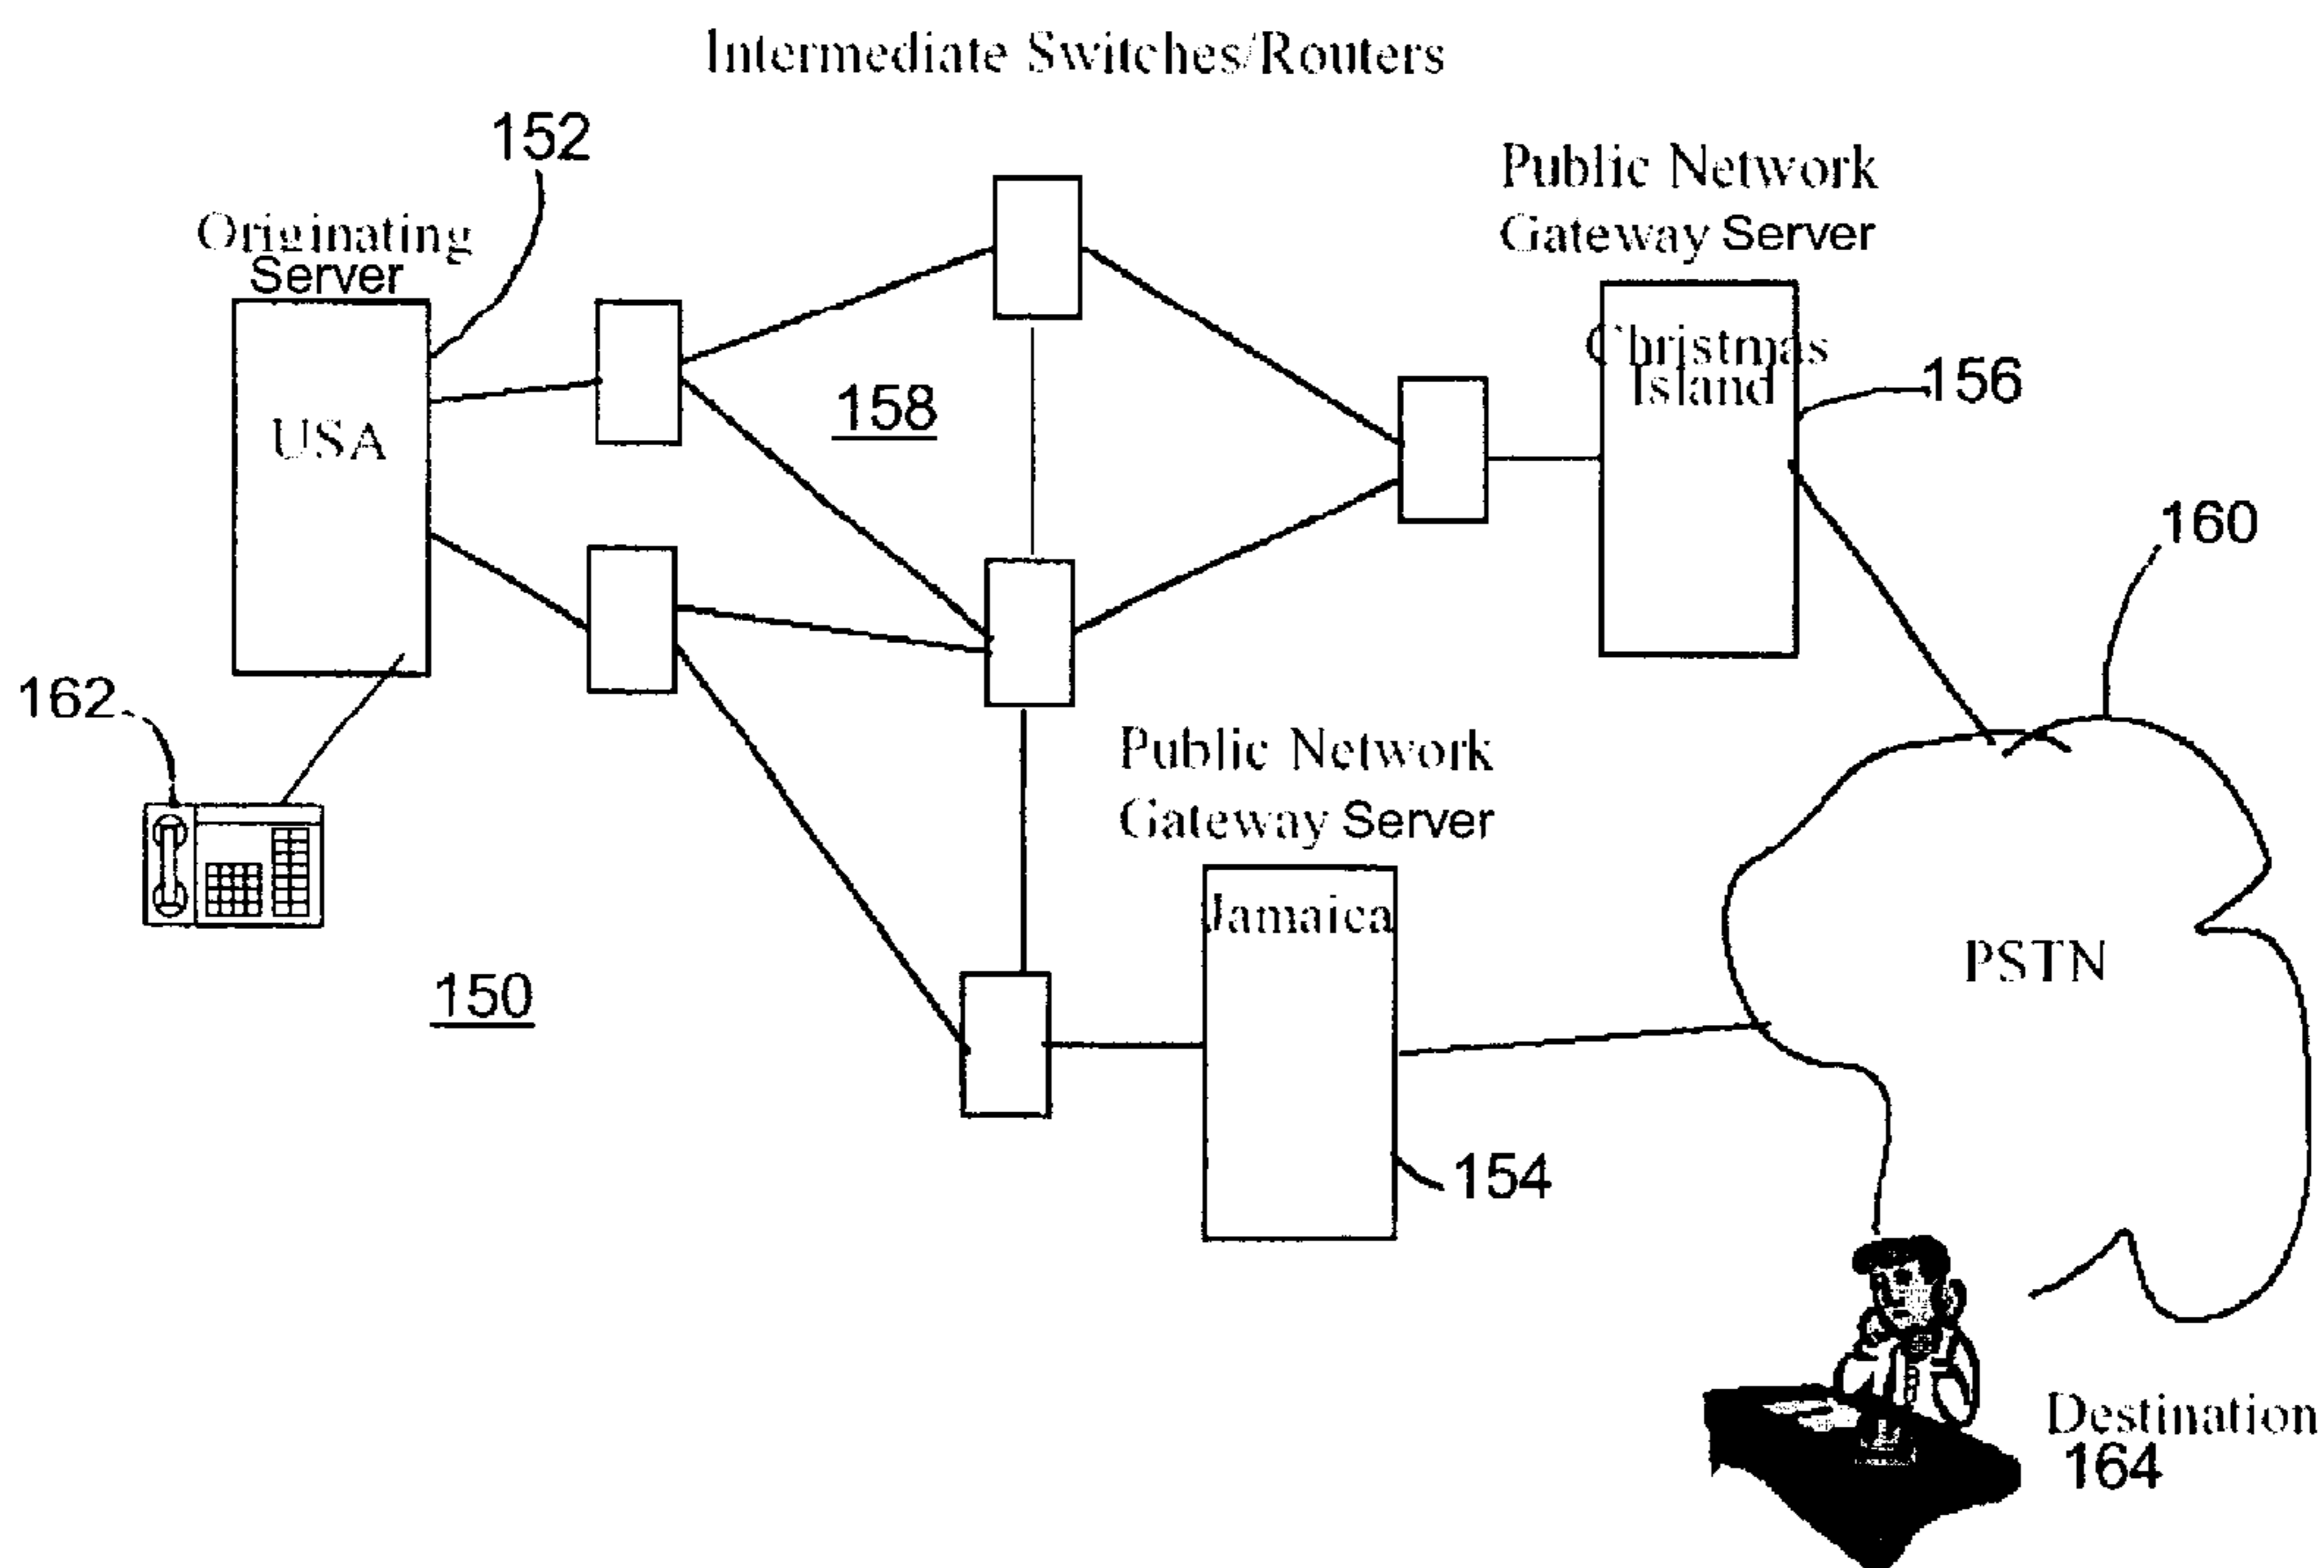 Intermediate Switches/Routers
152
Originating
Server
USA
158
Public Network
Gateway Server
Christmas
Island
156
160
162
Public Network
Gateway Server
Jamaica
PSTN
150
154
Destination
164